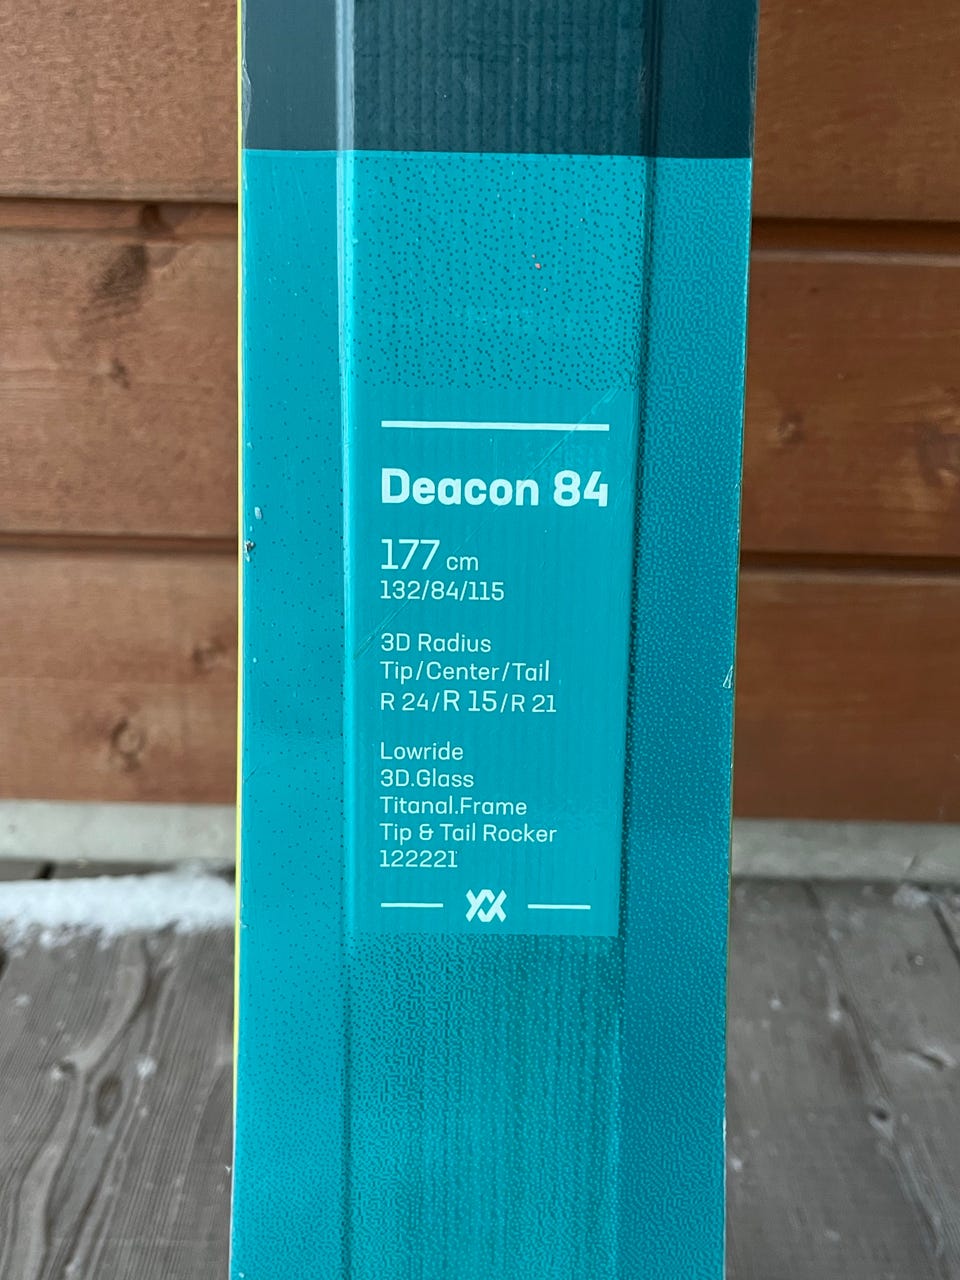 Deacon 84
177 cm
132/84/115
3D Radius
Tip/Center/Tail
R 24/R 15/R 21
Lowride
3D.Glass
Titanal.Frame
Tip & Tail Rocker
122221